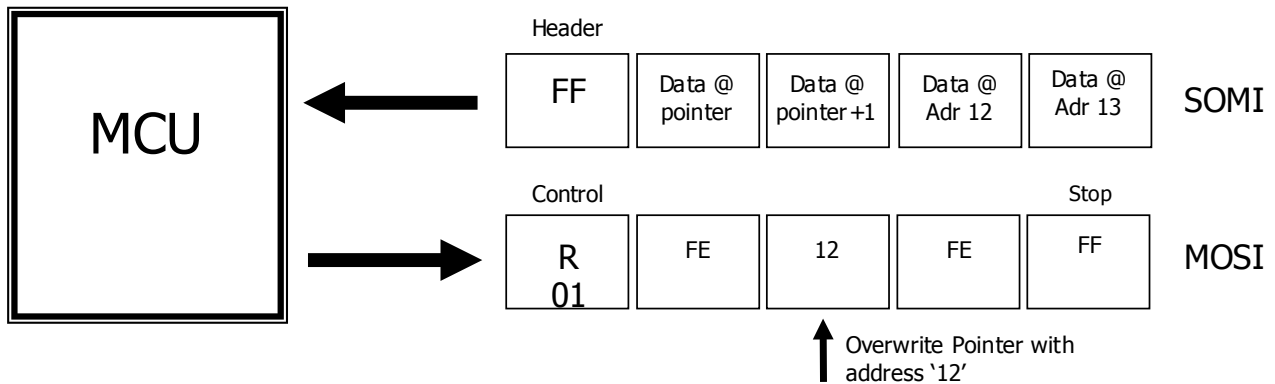 Header
MCU
FF
Data @
pointer
Data @
pointer+1
Data @
Adr 12
Data @
Adr 13
SOMI
Control
Stop
R
01
FE
12
FE
FF
MOSI
Overwrite Pointer with
address ‘12’